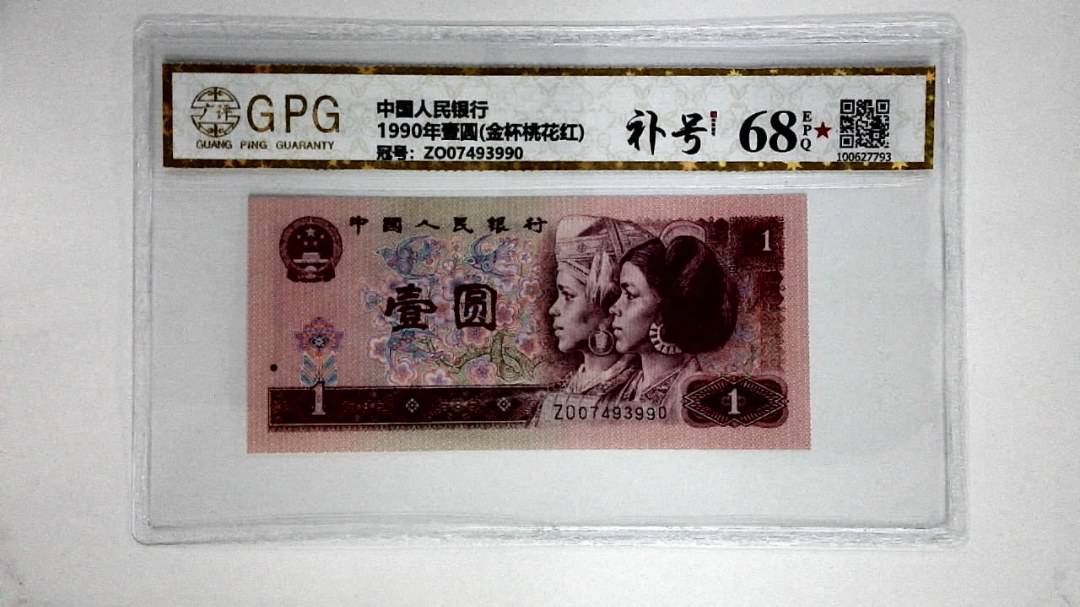 GPG
GUANG PING GUARANTY
中国人民银行
1990年壹圆(金杯桃花红)
冠号：ZO07493990
补号
68
EPQ★
100627793
中國人民银行
壹圆
1
1
ZO07493990
1